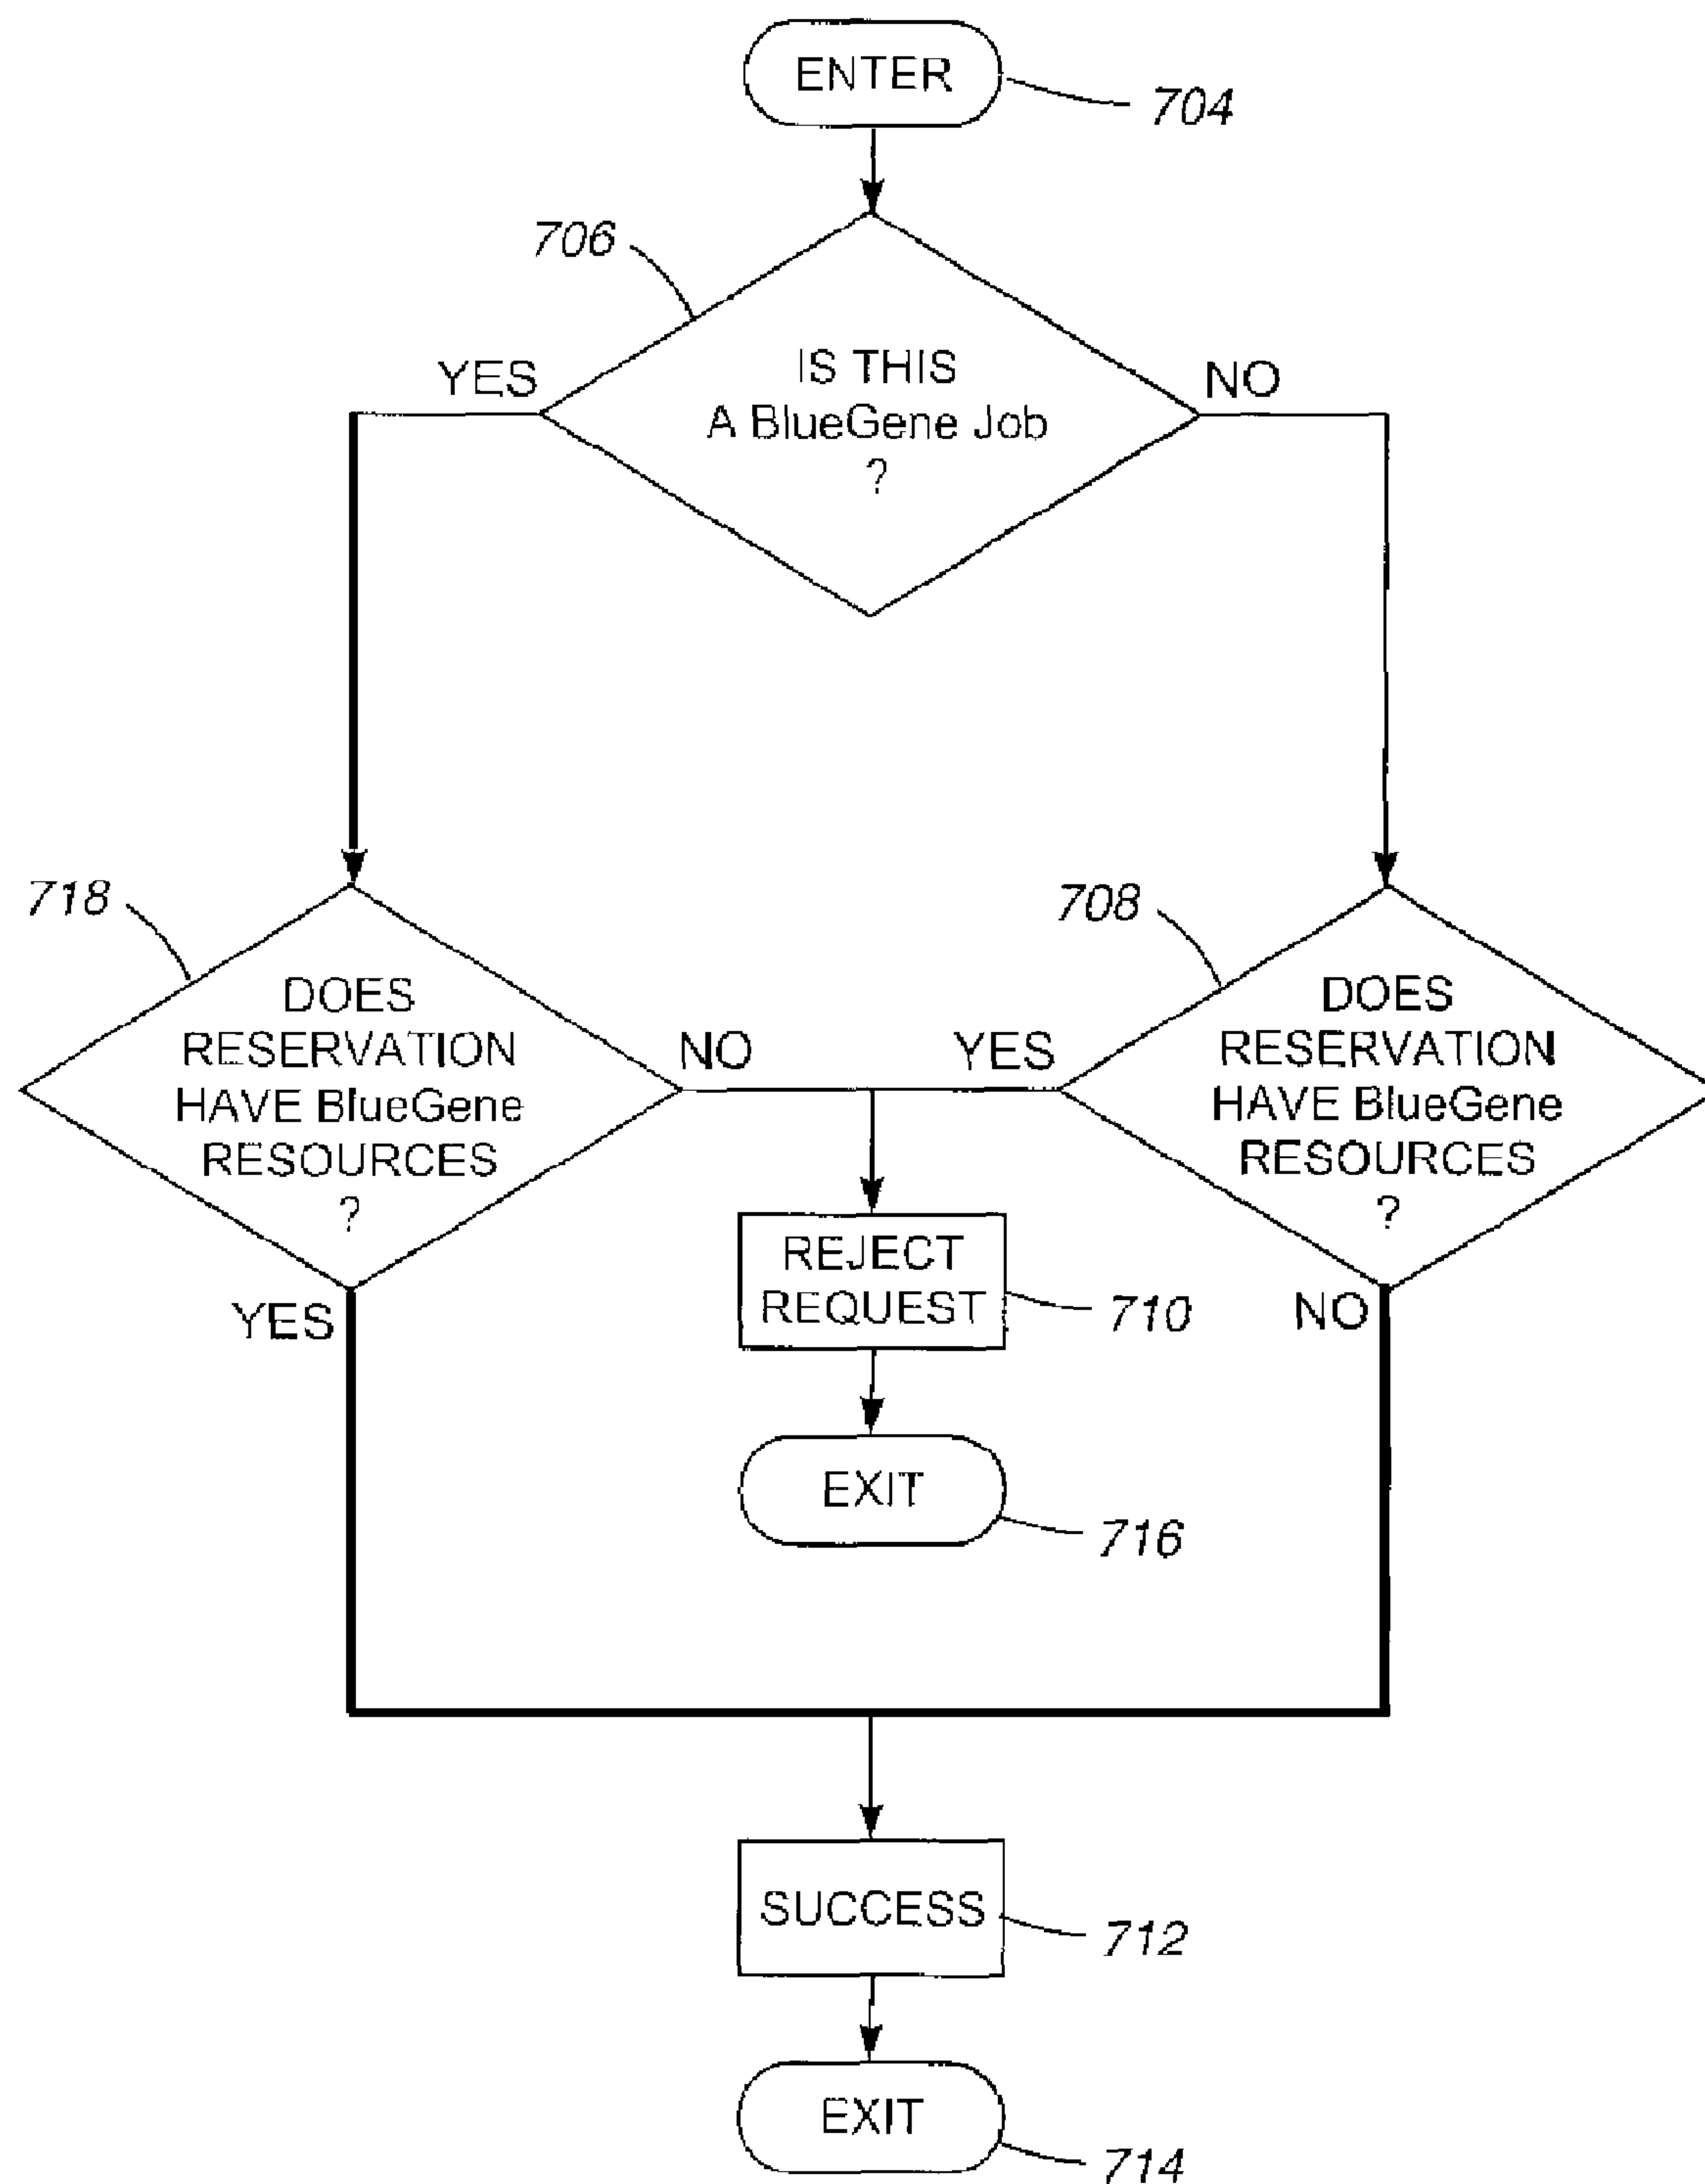 ENTER
704
706
YES
IS THIS
A BlueGene Job
?
NO
718
708
DOES
RESERVATION
HAVE BlueGene
RESOURCES
?
NO
YES
DOES
RESERVATION
HAVE BlueGene
RESOURCES
?
YES
REJECT
REQUEST
710
NO
EXIT
716
SUCCESS
712
EXIT
714